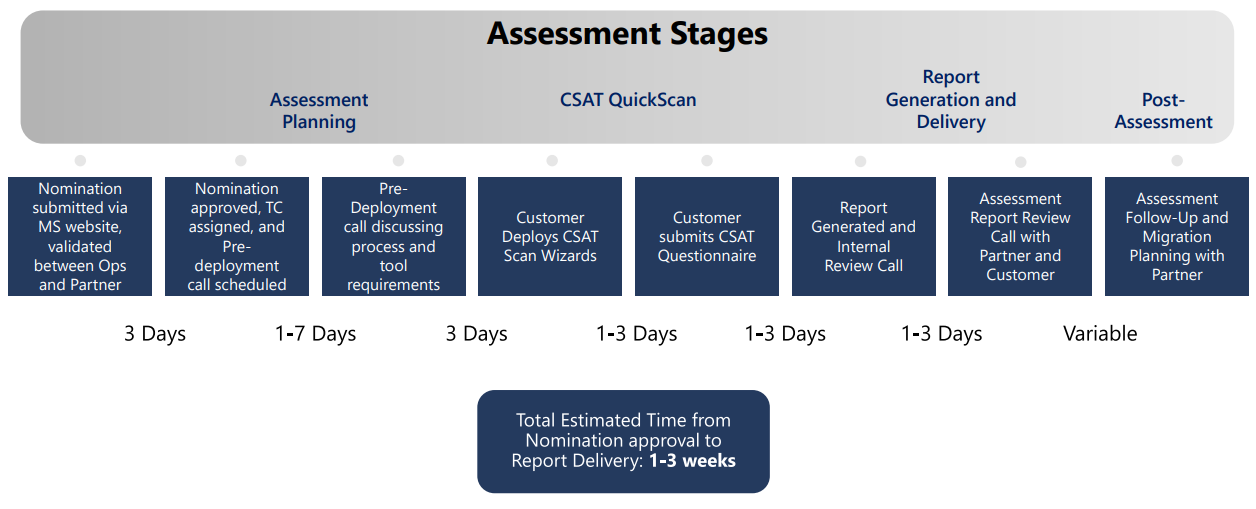 Assessment Stages
Assessment
Planning
CSAT QuickScan
Report
Generation and
Delivery
Post-
Assessment
Nomination
submitted via
MS website,
validated
between Ops
and Partner
Nomination
approved, TC
assigned, and
Pre-
deployment
call scheduled
Pre-
Deployment
call discussing
process and
tool
requirements
Customer
Deploys CSAT
Scan Wizards
Customer
submits CSAT
Questionnaire
Report
Generated and
Internal
Review Call
Assessment
Report Review
Call with
Partner and
Customer
Assessment
Follow-Up and
Migration
Planning with
Partner
3 Days
1-7 Days
3 Days
1-3 Days
1-3 Days
1-3 Days
Variable
Total Estimated Time from
Nomination approval to
Report Delivery: 1-3 weeks